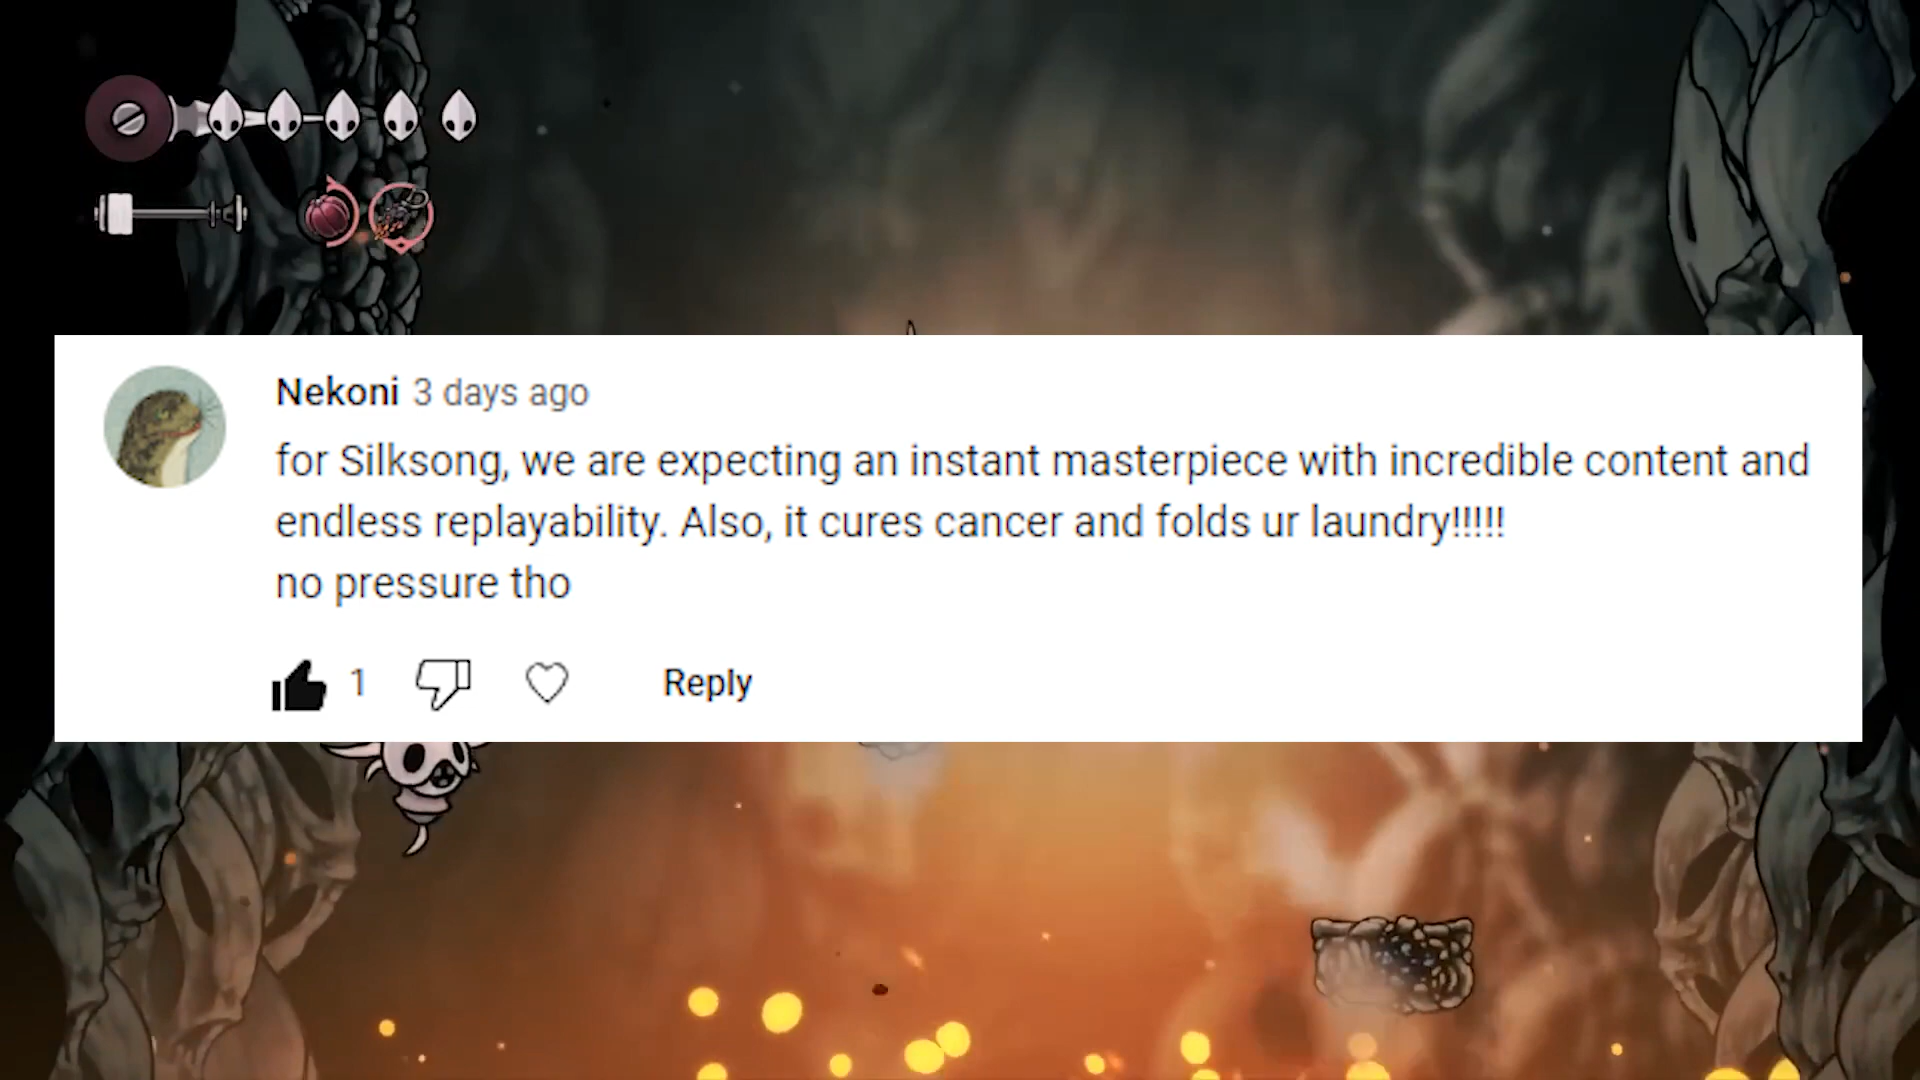 Nekoni 3 days ago
for Silksong, we are expecting an instant masterpiece with incredible content and
endless replayability. Also, it cures cancer and folds ur laundry!!!!!
no pressure tho
1 Reply